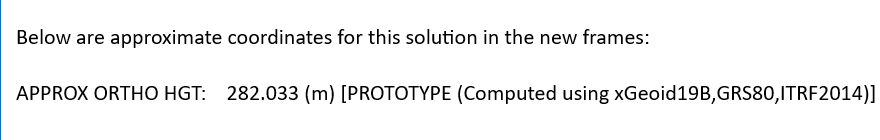 Below are approximate coordinates for this solution in the new frames:
APPROX ORTHO HGT: 282.033 (m) [PROTOTYPE (Computed using xGeoid19B,GRS80,ITRF2014)]